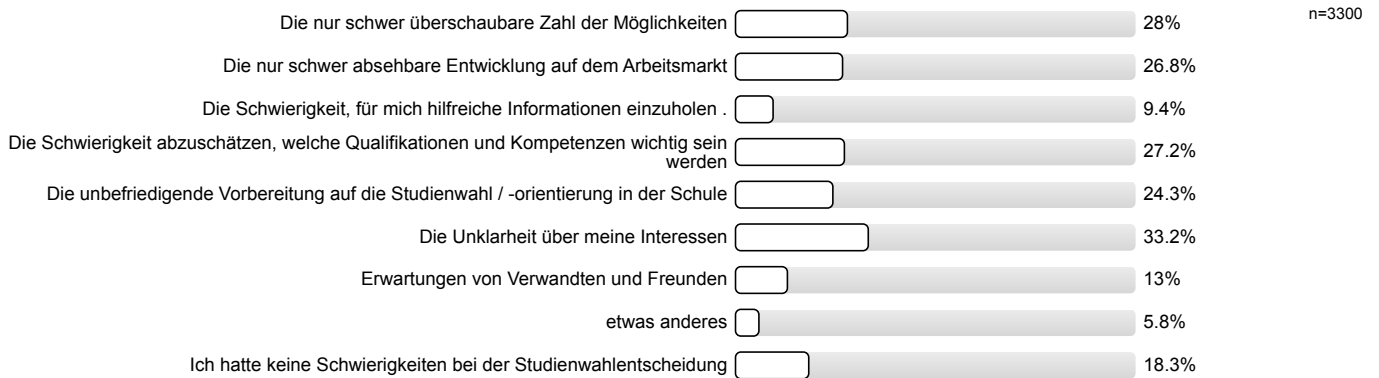 n=3300
Die nur schwer überschaubare Zahl der Möglichkeiten 28%
Die nur schwer absehbare Entwicklung auf dem Arbeitsmarkt 26.8%
Die Schwierigkeit, für mich hilfreiche Informationen einzuholen . 9.4%
Die Schwierigkeit abzuschätzen, welche Qualifikationen und Kompetenzen wichtig sein
werden 27.2%
Die unbefriedigende Vorbereitung auf die Studienwahl / -orientierung in der Schule 24.3%
Die Unklarheit über meine Interessen 33.2%
Erwartungen von Verwandten und Freunden 13%
etwas anderes 5.8%
Ich hatte keine Schwierigkeiten bei der Studienwahlentscheidung 18.3%